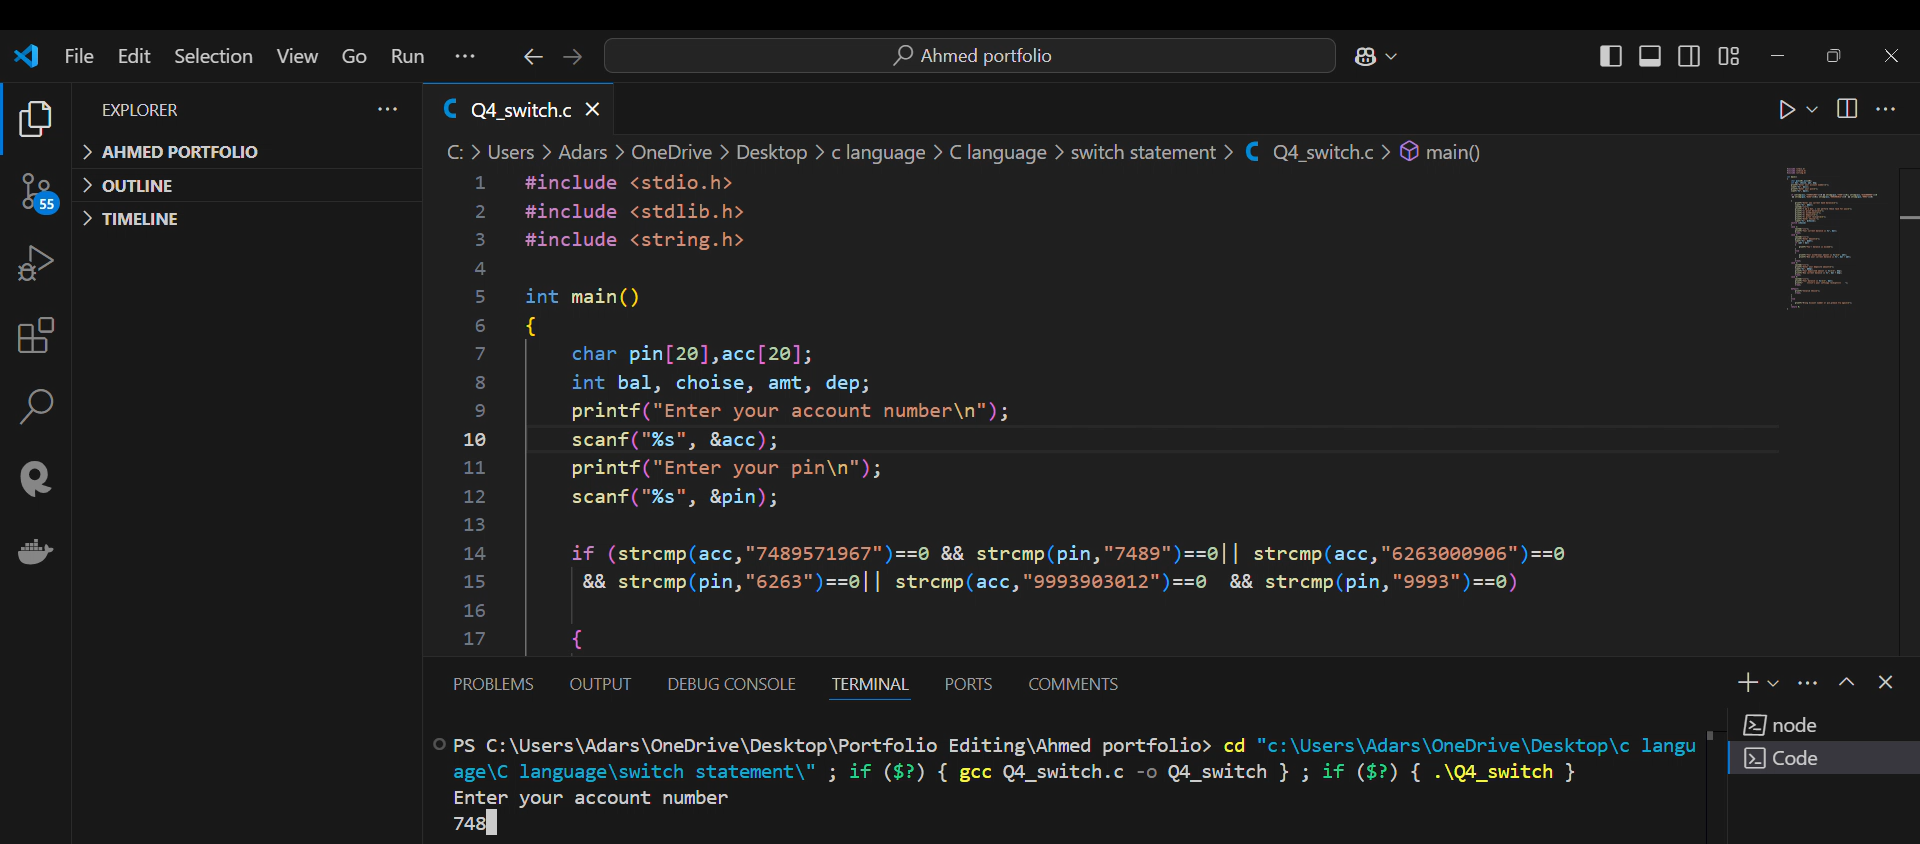 File Edit Selection View Go Run ··· Ahmed portfolio
EXPLORER ···
AHMED PORTFOLIO
OUTLINE
TIMELINE
55
Q4_switch.c
C: > Users > Adars > OneDrive > Desktop > c language > C language > switch statement > Q4_switch.c > main()
1 #include <stdio.h>
2 #include <stdlib.h>
3 #include <string.h>
4
5 int main()
6 {
7 char pin[20],acc[20];
8 int bal, choise, amt, dep;
9 printf("Enter your account number\n");
10 scanf("%s", &acc);
11 printf("Enter your pin\n");
12 scanf("%s", &pin);
13
14 if (strcmp(acc,"7489571967")==0 && strcmp(pin,"7489")==0|| strcmp(acc,"6263000906")==0
15 && strcmp(pin,"6263")==0|| strcmp(acc,"9993903012")==0  && strcmp(pin,"9993")==0)
16
17 {
PROBLEMS OUTPUT DEBUG CONSOLE TERMINAL PORTS COMMENTS
PS C:\Users\Adars\OneDrive\Desktop\Portfolio Editing\Ahmed portfolio> cd "c:\Users\Adars\OneDrive\Desktop\c langu
age\C language\switch statement\" ; if ($?) { gcc Q4_switch.c -o Q4_switch } ; if ($?) { .\Q4_switch }
Enter your account number
748
node
Code